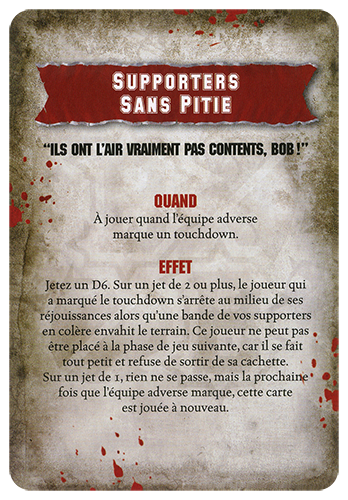 SUPPORTERS
SANS PITIE
“ILS ONT L'AIR VRAIMENT PAS CONTENTS, BOB !”
QUAND
À jouer quand l'équipe adverse
marque un touchdown.
EFFET
Jetez un D6. Sur un jet de 2 ou plus, le joueur qui
a marqué le touchdown s'arrête au milieu de ses
réjouissances alors qu'une bande de vos supporters
en colère envahit le terrain. Ce joueur ne peut pas
être placé à la phase de jeu suivante, car il se fait
tout petit et refuse de sortir de sa cachette.
Sur un jet de 1, rien ne se passe, mais la prochaine
fois que l'équipe adverse marque, cette carte
est jouée à nouveau.